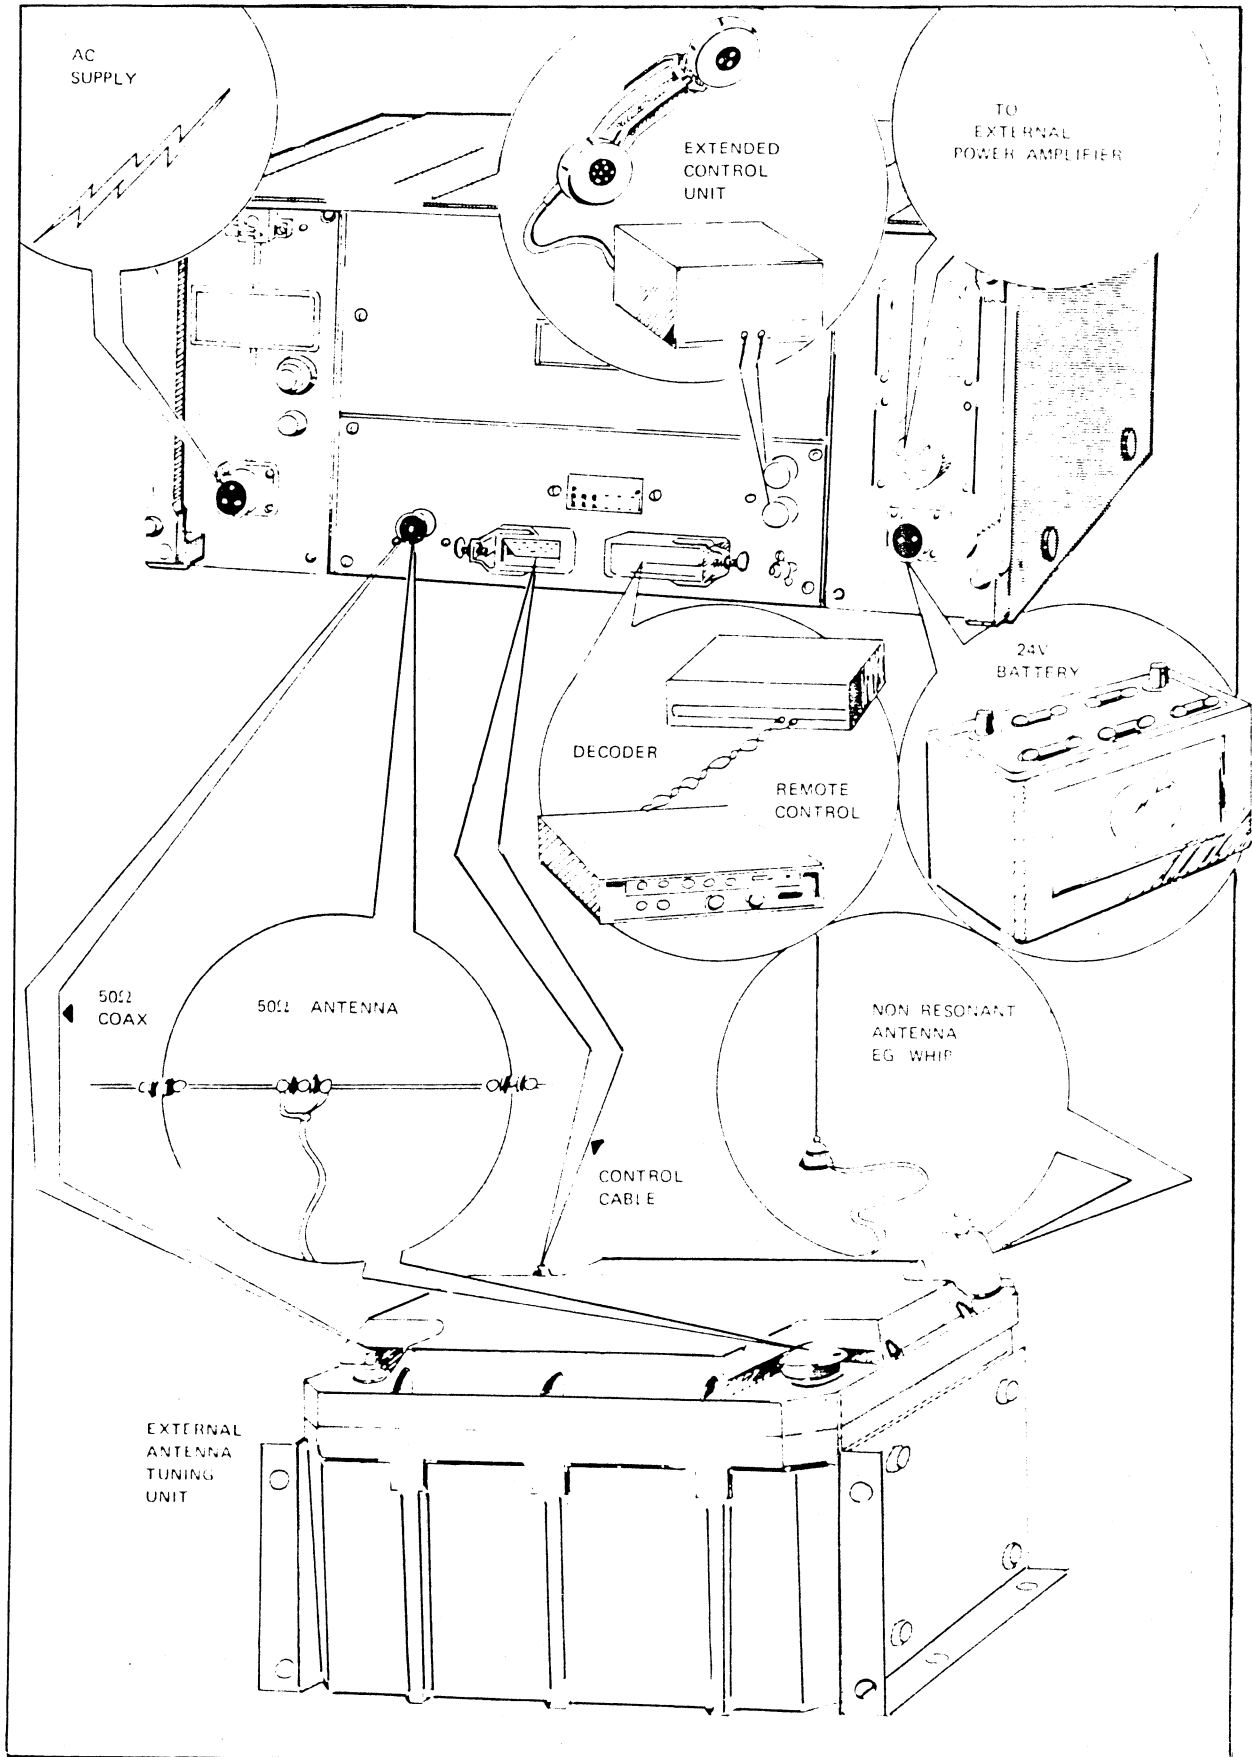 AC
SUPPLY
EXTENDED
CONTROL
UNIT
TO
EXTERNAL
POWER AMPLIFIER
24V
BATTERY
DECODER
REMOTE
CONTROL
50Ω
COAX
50Ω ANTENNA
NON RESONANT
ANTENNA
EG WHIP
CONTROL
CABLE
EXTERNAL
ANTENNA
TUNING
UNIT